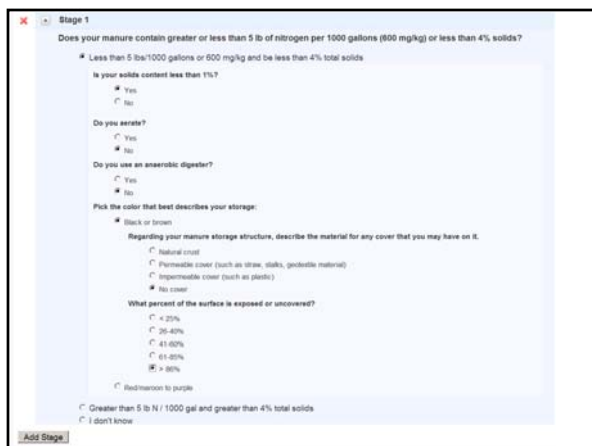 Stage 1
Does your manure contain greater or less than 5 lb of nitrogen per 1000 gallons (600 mg/kg) or less than 4% solids?
Less than 5 lbs/1000 gallons or 600 mg/kg and be less than 4% total solids
Is your solids content less than 1%?
Yes
No
Do you aerate?
Yes
No
Do you use an anaerobic digester?
Yes
No
Pick the color that best describes your storage:
Black or brown
Regarding your manure storage structure, describe the material for any cover that you may have on it.
Natural crust
Permeable cover (such as straw, stalks, geotextile material)
Impermeable cover (such as plastic)
No cover
What percent of the surface is exposed or uncovered?
< 25%
26-40%
41-60%
61-85%
> 86%
Red/maroon to purple
Greater than 5 lb N / 1000 gal and greater than 4% total solids
I don't know
Add Stage